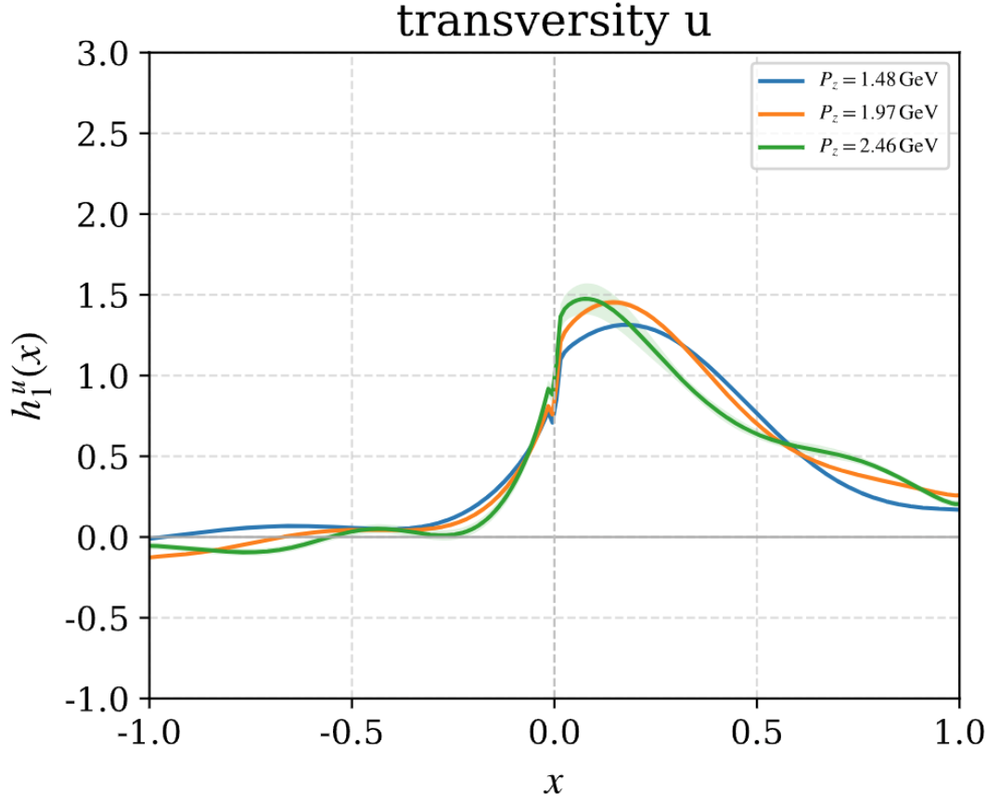 transversity u
3.0
2.5
2.0
1.5
1.0
0.5
0.0
-0.5
-1.0
h₁ᵘ(x)
P_z = 1.48 GeV
P_z = 1.97 GeV
P_z = 2.46 GeV
-1.0 -0.5 0.0 0.5 1.0
x